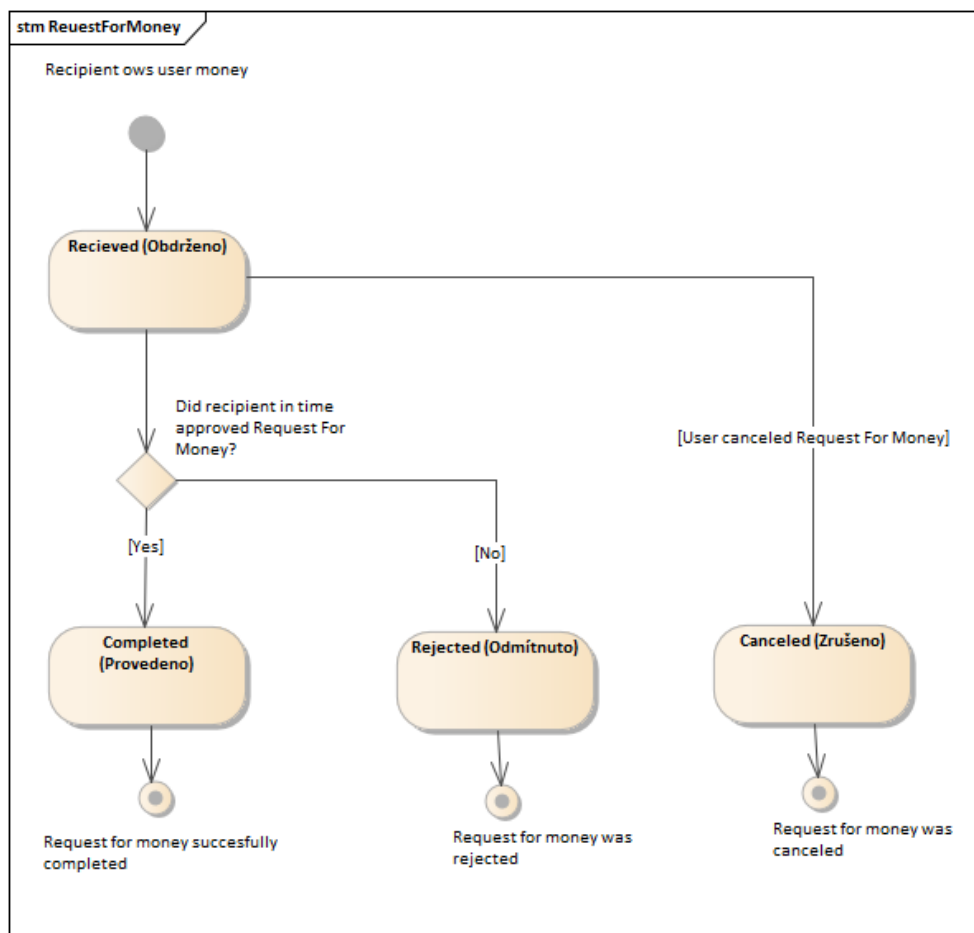 stm ReuestForMoney
Recipient ows user money
Recieved (Obdrženo)
Did recipient in time
approved Request For
Money?
[User canceled Request For Money]
[Yes]
[No]
Completed
(Provedeno)
Rejected (Odmítnuto)
Canceled (Zrušeno)
Request for money succesfully
completed
Request for money was
rejected
Request for money was
canceled